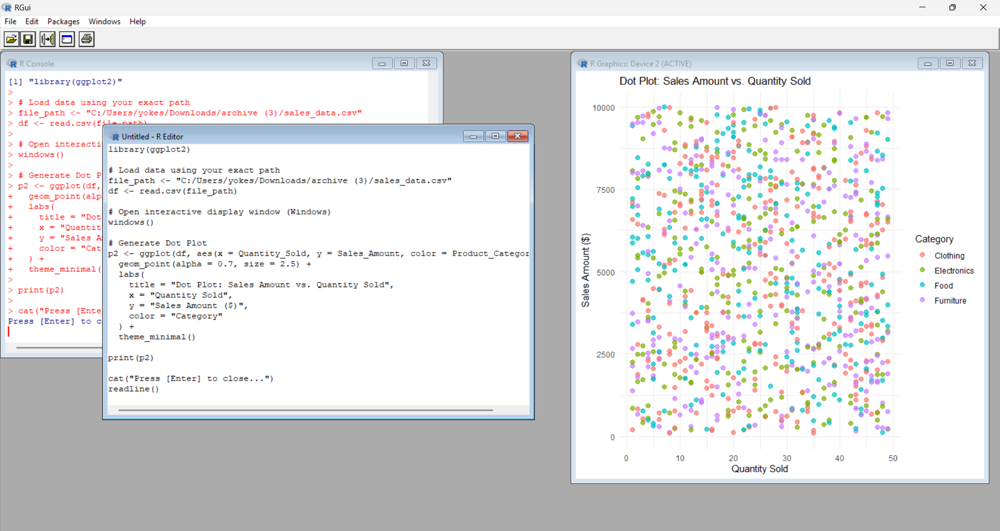 RGui
File Edit Packages Windows Help
R Console
[1] "library(ggplot2)"
>
> # Load data using your exact path
> file_path <- "C:/Users/yokes/Downloads/archive (3)/sales_data.csv"
> df <- read.csv(file_path)
>
> # Open interacti
> windows()
>
> # Generate Dot P
> p2 <- ggplot(df,
+   geom_point(alp
+   labs(
+     title = "Dot
+     x = "Quantit
+     y = "Sales A
+     color = "Cat
+   ) +
+   theme_minimal(
>
> print(p2)
>
> cat("Press [Ente
Press [Enter] to c
Untitled - R Editor
library(ggplot2)
# Load data using your exact path
file_path <- "C:/Users/yokes/Downloads/archive (3)/sales_data.csv"
df <- read.csv(file_path)
# Open interactive display window (Windows)
windows()
# Generate Dot Plot
p2 <- ggplot(df, aes(x = Quantity_Sold, y = Sales_Amount, color = Product_Categor
  geom_point(alpha = 0.7, size = 2.5) +
  labs(
    title = "Dot Plot: Sales Amount vs. Quantity Sold",
    x = "Quantity Sold",
    y = "Sales Amount ($)",
    color = "Category"
  ) +
  theme_minimal()
print(p2)
cat("Press [Enter] to close...")
readline()
R Graphics: Device 2 (ACTIVE)
Dot Plot: Sales Amount vs. Quantity Sold
10000
7500
5000
2500
0
Sales Amount ($)
0 10 20 30 40 50
Quantity Sold
Category
Clothing
Electronics
Food
Furniture